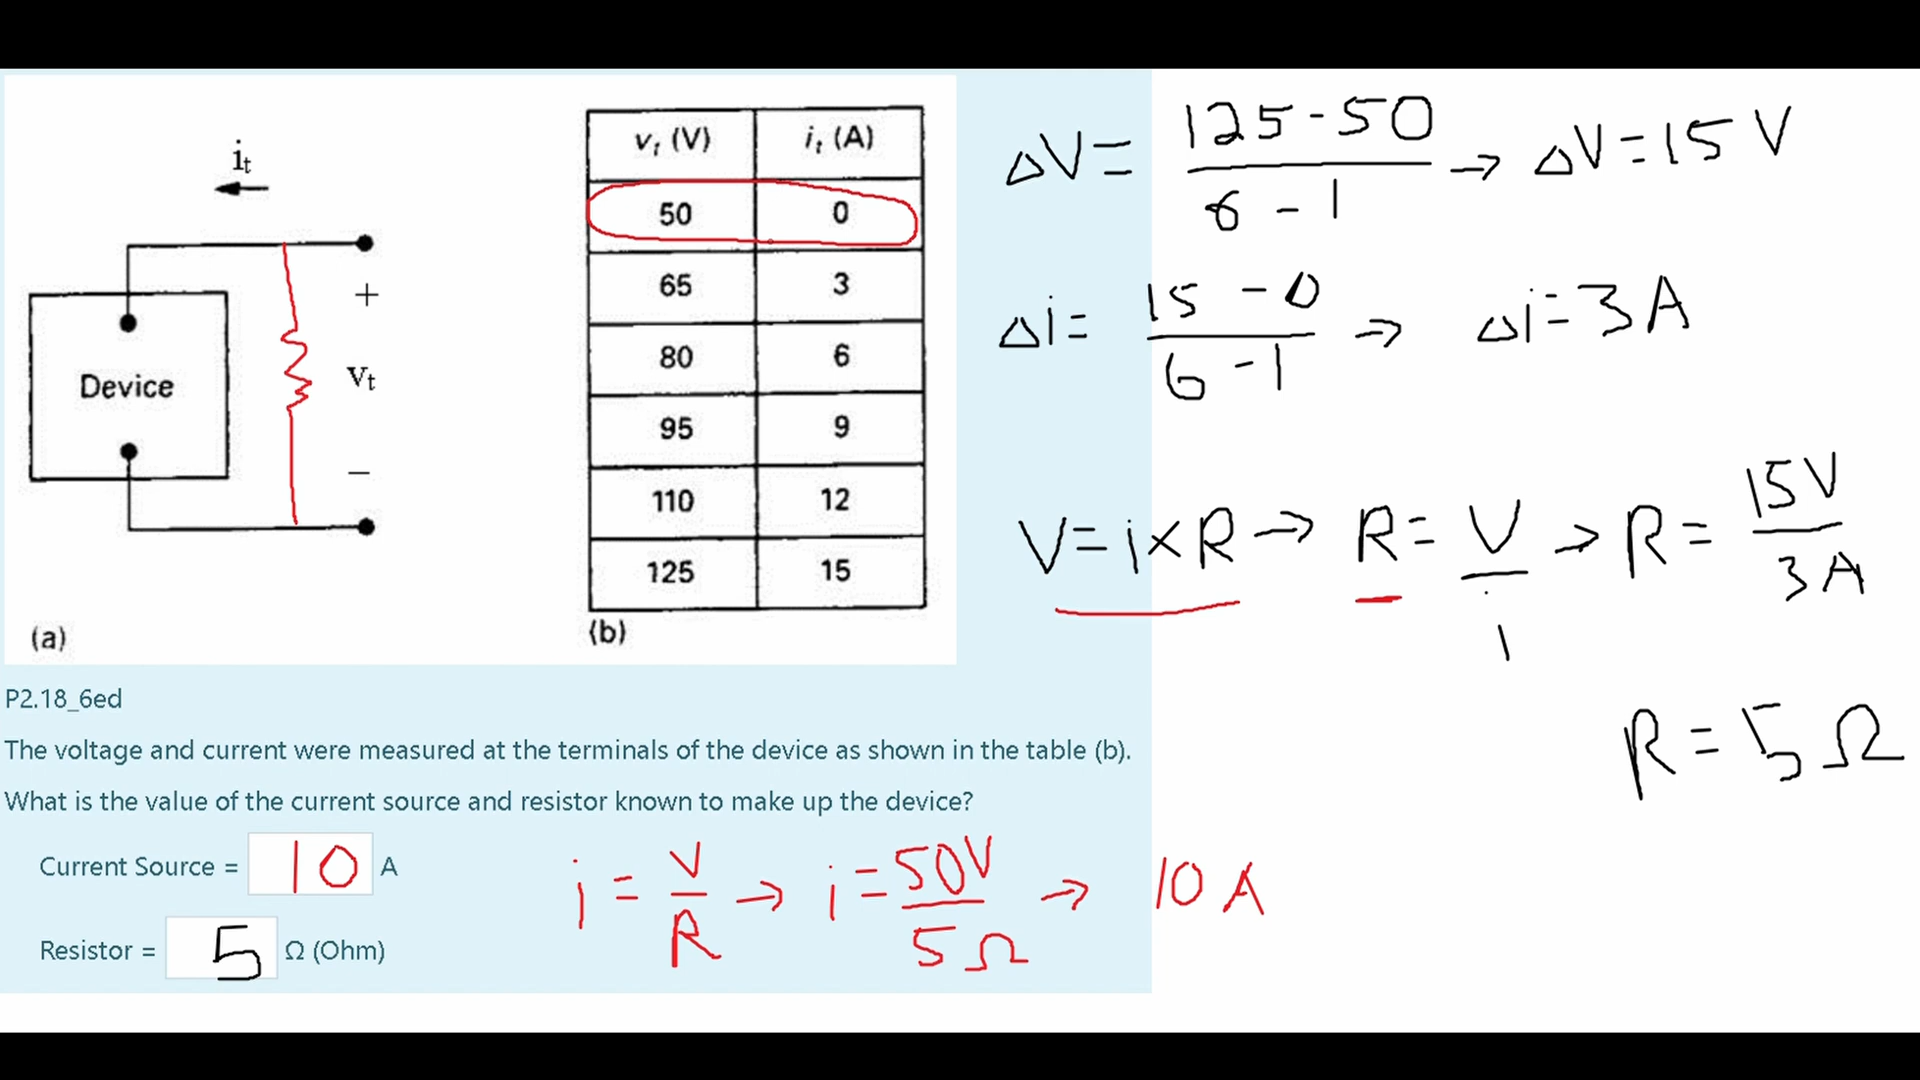 i_t
+
Device
v_t
−
(a)
v_t (V) i_t (A)
50 0
65 3
80 6
95 9
110 12
125 15
(b)
ΔV = 125-50 / 6-1 → ΔV = 15 V
Δi = 15-0 / 6-1 → Δi = 3 A
V = i × R → R = V / i → R = 15V / 3A
R = 5 Ω
P2.18_6ed
The voltage and current were measured at the terminals of the device as shown in the table (b).
What is the value of the current source and resistor known to make up the device?
Current Source = 10 A
Resistor = 5 Ω (Ohm)
i = V / R → i = 50V / 5Ω → 10 A